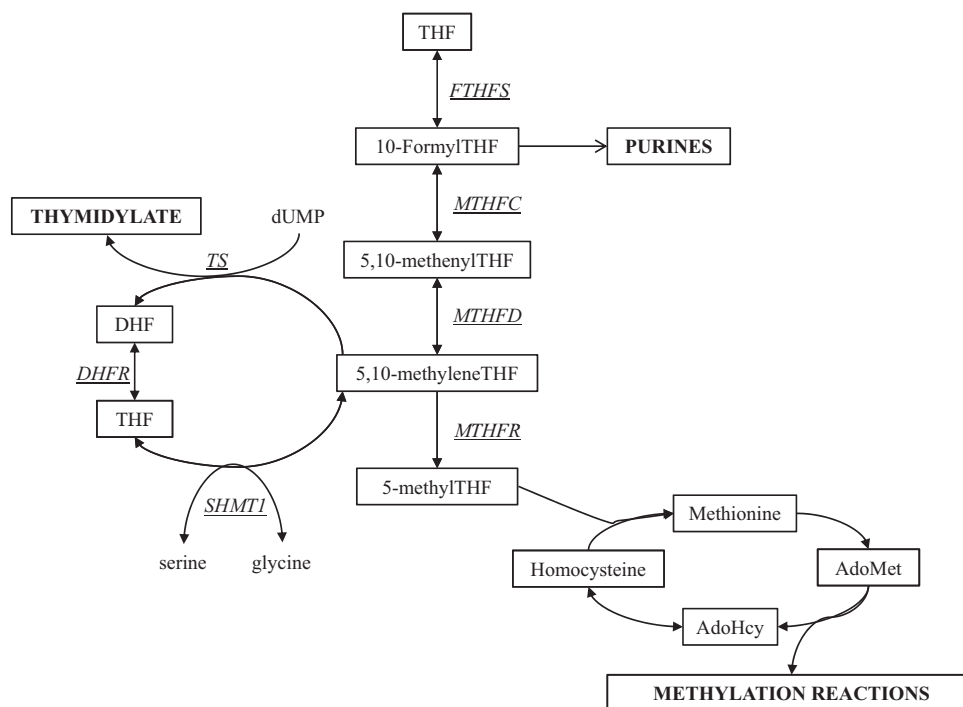 THF
FTHFS
10-FormylTHF
PURINES
MTHFC
THYMIDYLATE
dUMP
TS
5,10-methenylTHF
DHF
MTHFD
DHFR
5,10-methyleneTHF
THF
MTHFR
5-methylTHF
SHMT1
Methionine
serine
glycine
Homocysteine
AdoMet
AdoHcy
METHYLATION REACTIONS